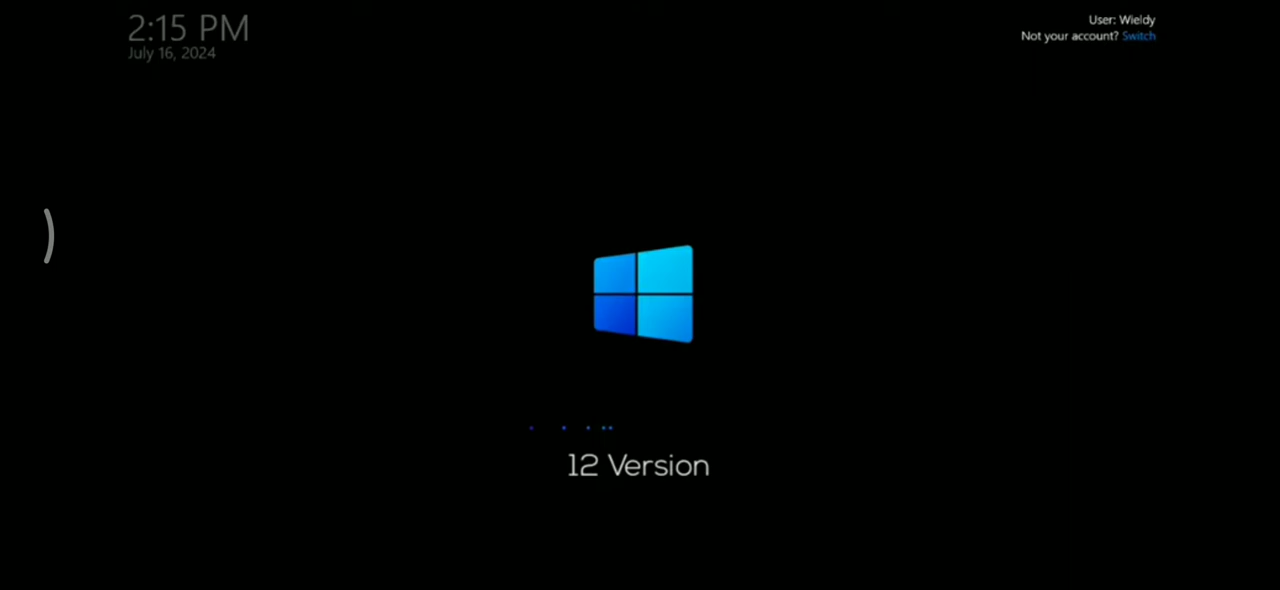 2:15 PM
July 16, 2024
User: Wieldy
Not your account? Switch
12 Version